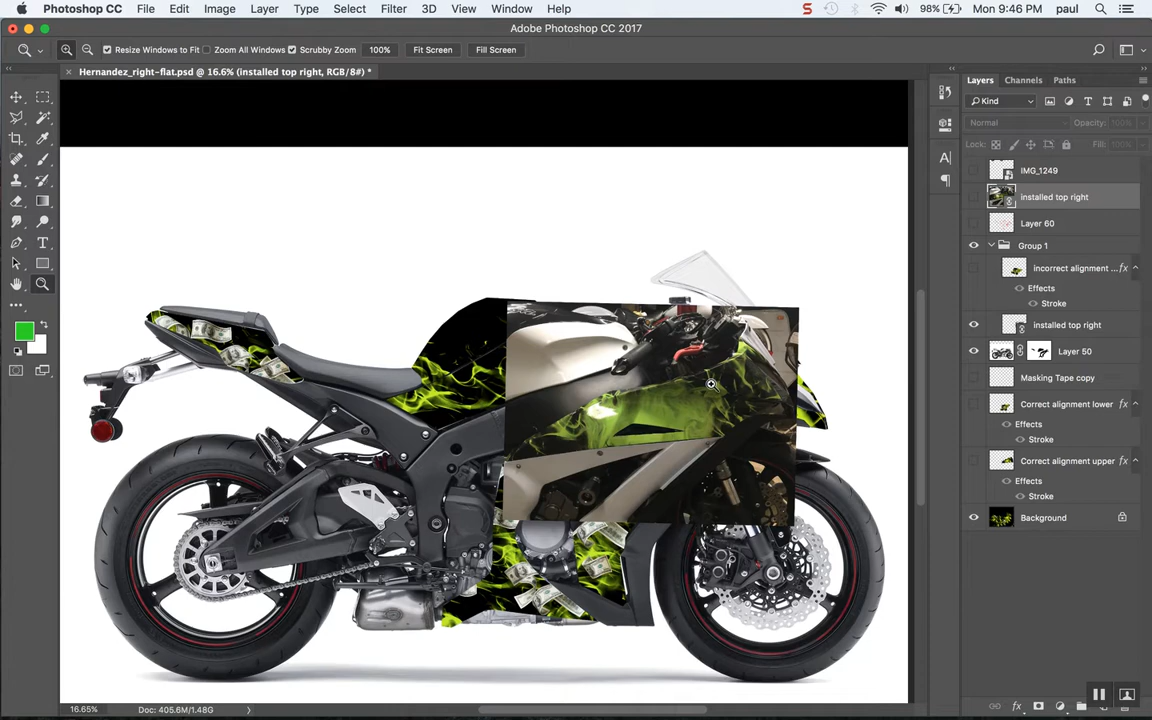 Photoshop CC File Edit Image Layer Type Select Filter 3D View Window Help 98% Mon 9:46 PM paul
Adobe Photoshop CC 2017
Resize Windows to Fit Zoom All Windows Scrubby Zoom 100% Fit Screen Fill Screen
Hernandez_right-flat.psd @ 16.6% (installed top right, RGB/8#) *
Layers Channels Paths
Kind
Normal Opacity: 100%
Lock: Fill: 100%
IMG_1249
installed top right
Layer 60
Group 1
incorrect alignment ... fx
Effects
Stroke
installed top right
Layer 50
Masking Tape copy
Correct alignment lower fx
Effects
Stroke
Correct alignment upper fx
Effects
Stroke
Background
16.65% Doc: 405.6M/1.48G